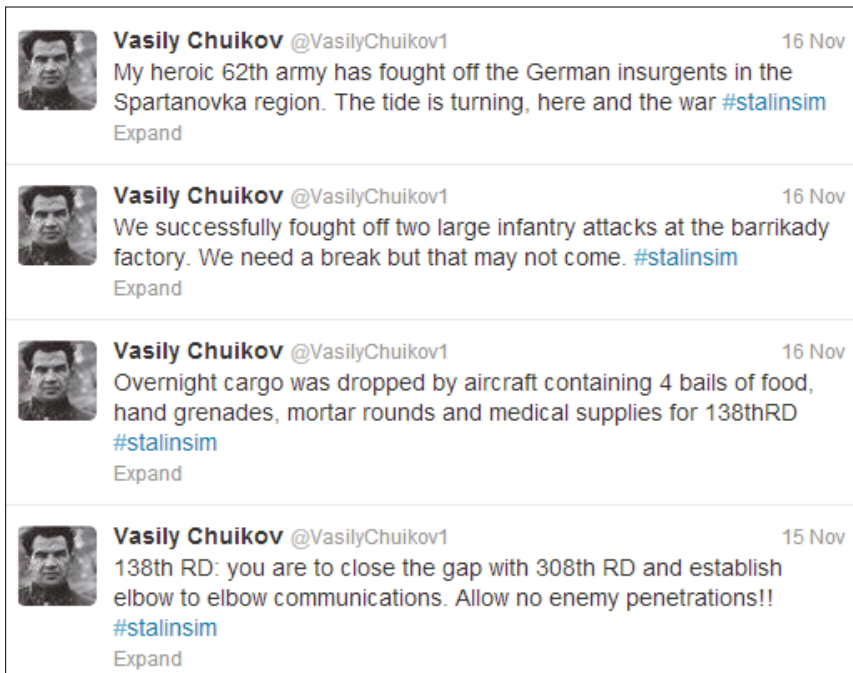 Vasily Chuikov @VasilyChuikov1 16 Nov
My heroic 62th army has fought off the German insurgents in the
Spartanovka region. The tide is turning, here and the war #stalinsim
Expand
Vasily Chuikov @VasilyChuikov1 16 Nov
We successfully fought off two large infantry attacks at the barrikady
factory. We need a break but that may not come. #stalinsim
Expand
Vasily Chuikov @VasilyChuikov1 16 Nov
Overnight cargo was dropped by aircraft containing 4 bails of food,
hand grenades, mortar rounds and medical supplies for 138thRD
#stalinsim
Expand
Vasily Chuikov @VasilyChuikov1 15 Nov
138th RD: you are to close the gap with 308th RD and establish
elbow to elbow communications. Allow no enemy penetrations!!
#stalinsim
Expand